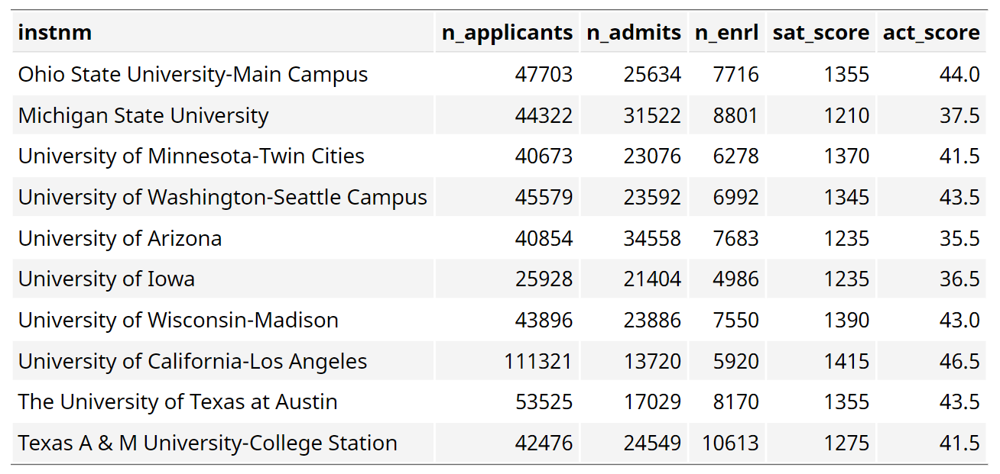 instnm n_applicants n_admits n_enrl sat_score act_score
Ohio State University-Main Campus 47703 25634 7716 1355 44.0
Michigan State University 44322 31522 8801 1210 37.5
University of Minnesota-Twin Cities 40673 23076 6278 1370 41.5
University of Washington-Seattle Campus 45579 23592 6992 1345 43.5
University of Arizona 40854 34558 7683 1235 35.5
University of Iowa 25928 21404 4986 1235 36.5
University of Wisconsin-Madison 43896 23886 7550 1390 43.0
University of California-Los Angeles 111321 13720 5920 1415 46.5
The University of Texas at Austin 53525 17029 8170 1355 43.5
Texas A & M University-College Station 42476 24549 10613 1275 41.5